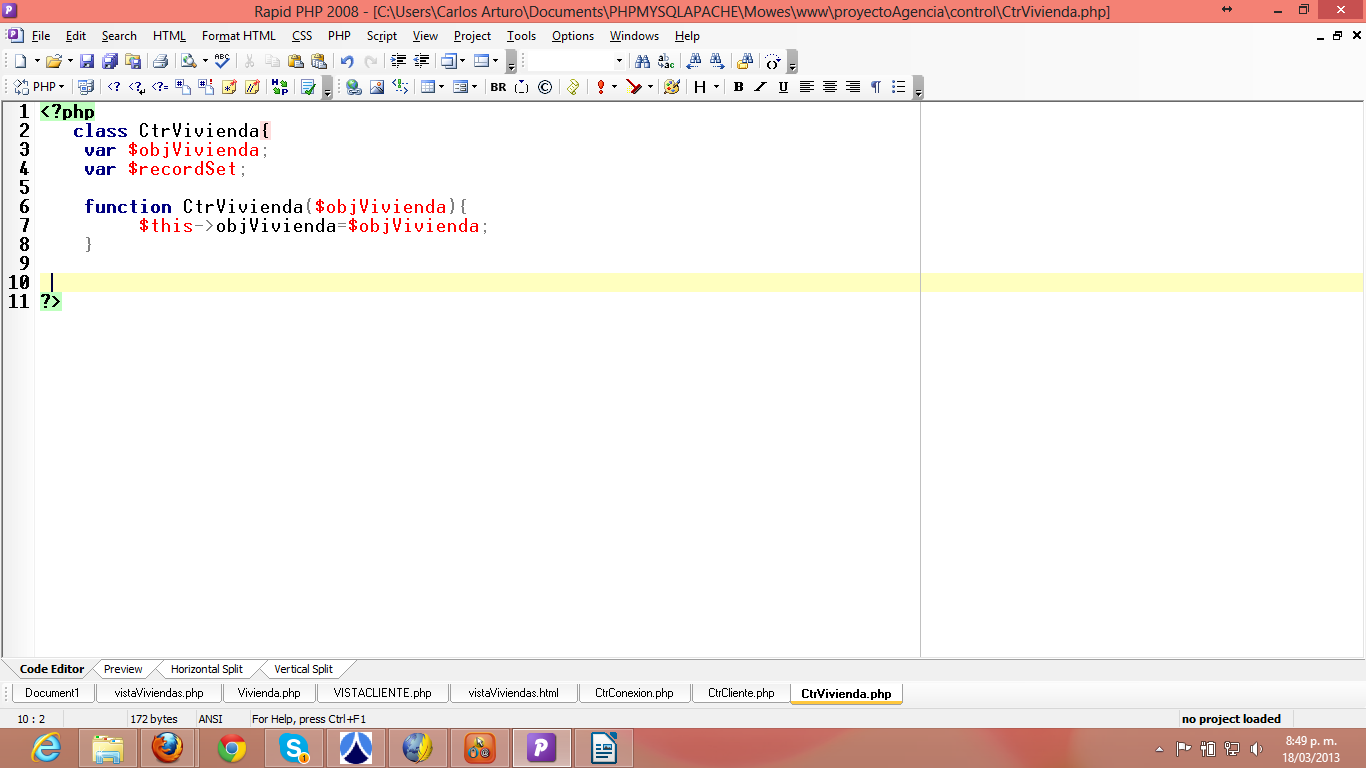 Rapid PHP 2008 - [C:\Users\Carlos Arturo\Documents\PHPMYSQLAPACHE\Mowes\www\proyectoAgencia\control\CtrVivienda.php]
File Edit Search HTML Format HTML CSS PHP Script View Project Tools Options Windows Help
PHP BR H B I U
1 <?php
2 class CtrVivienda{
3 var $objVivienda;
4 var $recordSet;
5
6 function CtrVivienda($objVivienda){
7 $this->objVivienda=$objVivienda;
8 }
9
10
11 ?>
Code Editor Preview Horizontal Split Vertical Split
Document1 vistaViviendas.php Vivienda.php VISTACLIENTE.php vistaViviendas.html CtrConexion.php CtrCliente.php CtrVivienda.php
10 : 2 172 bytes ANSI For Help, press Ctrl+F1 no project loaded
8:49 p. m.
18/03/2013